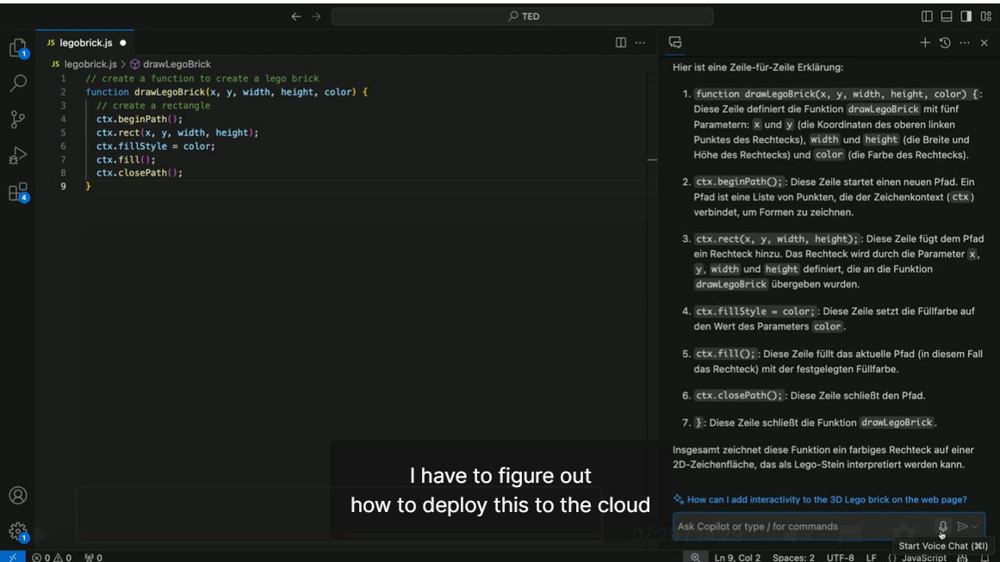 TED
JS legobrick.js
JS legobrick.js > drawLegoBrick
1 // create a function to create a lego brick
2 function drawLegoBrick(x, y, width, height, color) {
3 // create a rectangle
4 ctx.beginPath();
5 ctx.rect(x, y, width, height);
6 ctx.fillStyle = color;
7 ctx.fill();
8 ctx.closePath();
9 }
1
4
1
Hier ist eine Zeile-für-Zeile Erklärung:
1. function drawLegoBrick(x, y, width, height, color) {:
Diese Zeile definiert die Funktion drawLegoBrick mit fünf
Parametern: x und y (die Koordinaten des oberen linken
Punktes des Rechtecks), width und height (die Breite und
Höhe des Rechtecks) und color (die Farbe des Rechtecks).
2. ctx.beginPath();: Diese Zeile startet einen neuen Pfad. Ein
Pfad ist eine Liste von Punkten, die der Zeichenkontext (ctx)
verbindet, um Formen zu zeichnen.
3. ctx.rect(x, y, width, height);: Diese Zeile fügt dem Pfad
ein Rechteck hinzu. Das Rechteck wird durch die Parameter x,
y, width und height definiert, die an die Funktion
drawLegoBrick übergeben wurden.
4. ctx.fillStyle = color;: Diese Zeile setzt die Füllfarbe auf
den Wert des Parameters color.
5. ctx.fill();: Diese Zeile füllt das aktuelle Pfad (in diesem Fall
das Rechteck) mit der festgelegten Füllfarbe.
6. ctx.closePath();: Diese Zeile schließt den Pfad.
7. }: Diese Zeile schließt die Funktion drawLegoBrick.
Insgesamt zeichnet diese Funktion ein farbiges Rechteck auf einer
2D-Zeichenfläche, das als Lego-Stein interpretiert werden kann.
How can I add interactivity to the 3D Lego brick on the web page?
Ask Copilot or type / for commands
Start Voice Chat (⌘I)
I have to figure out
how to deploy this to the cloud
0 0 0 Ln 9, Col 2 Spaces: 2 UTF-8 LF {} JavaScript